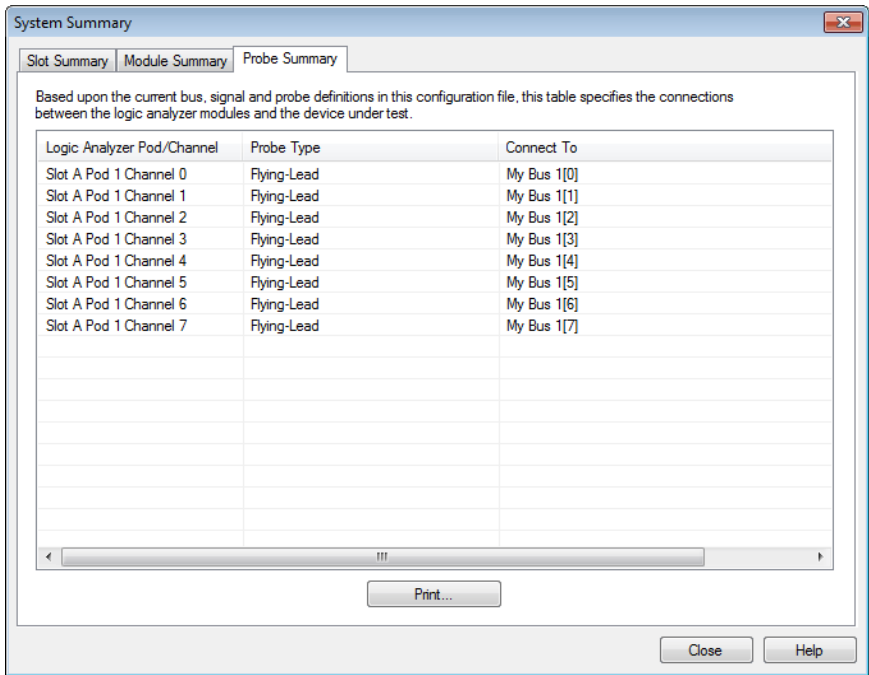 System Summary
Slot Summary Module Summary Probe Summary
Based upon the current bus, signal and probe definitions in this configuration file, this table specifies the connections
between the logic analyzer modules and the device under test.
Logic Analyzer Pod/Channel Probe Type Connect To
Slot A Pod 1 Channel 0 Flying-Lead My Bus 1[0]
Slot A Pod 1 Channel 1 Flying-Lead My Bus 1[1]
Slot A Pod 1 Channel 2 Flying-Lead My Bus 1[2]
Slot A Pod 1 Channel 3 Flying-Lead My Bus 1[3]
Slot A Pod 1 Channel 4 Flying-Lead My Bus 1[4]
Slot A Pod 1 Channel 5 Flying-Lead My Bus 1[5]
Slot A Pod 1 Channel 6 Flying-Lead My Bus 1[6]
Slot A Pod 1 Channel 7 Flying-Lead My Bus 1[7]
Print...
Close Help